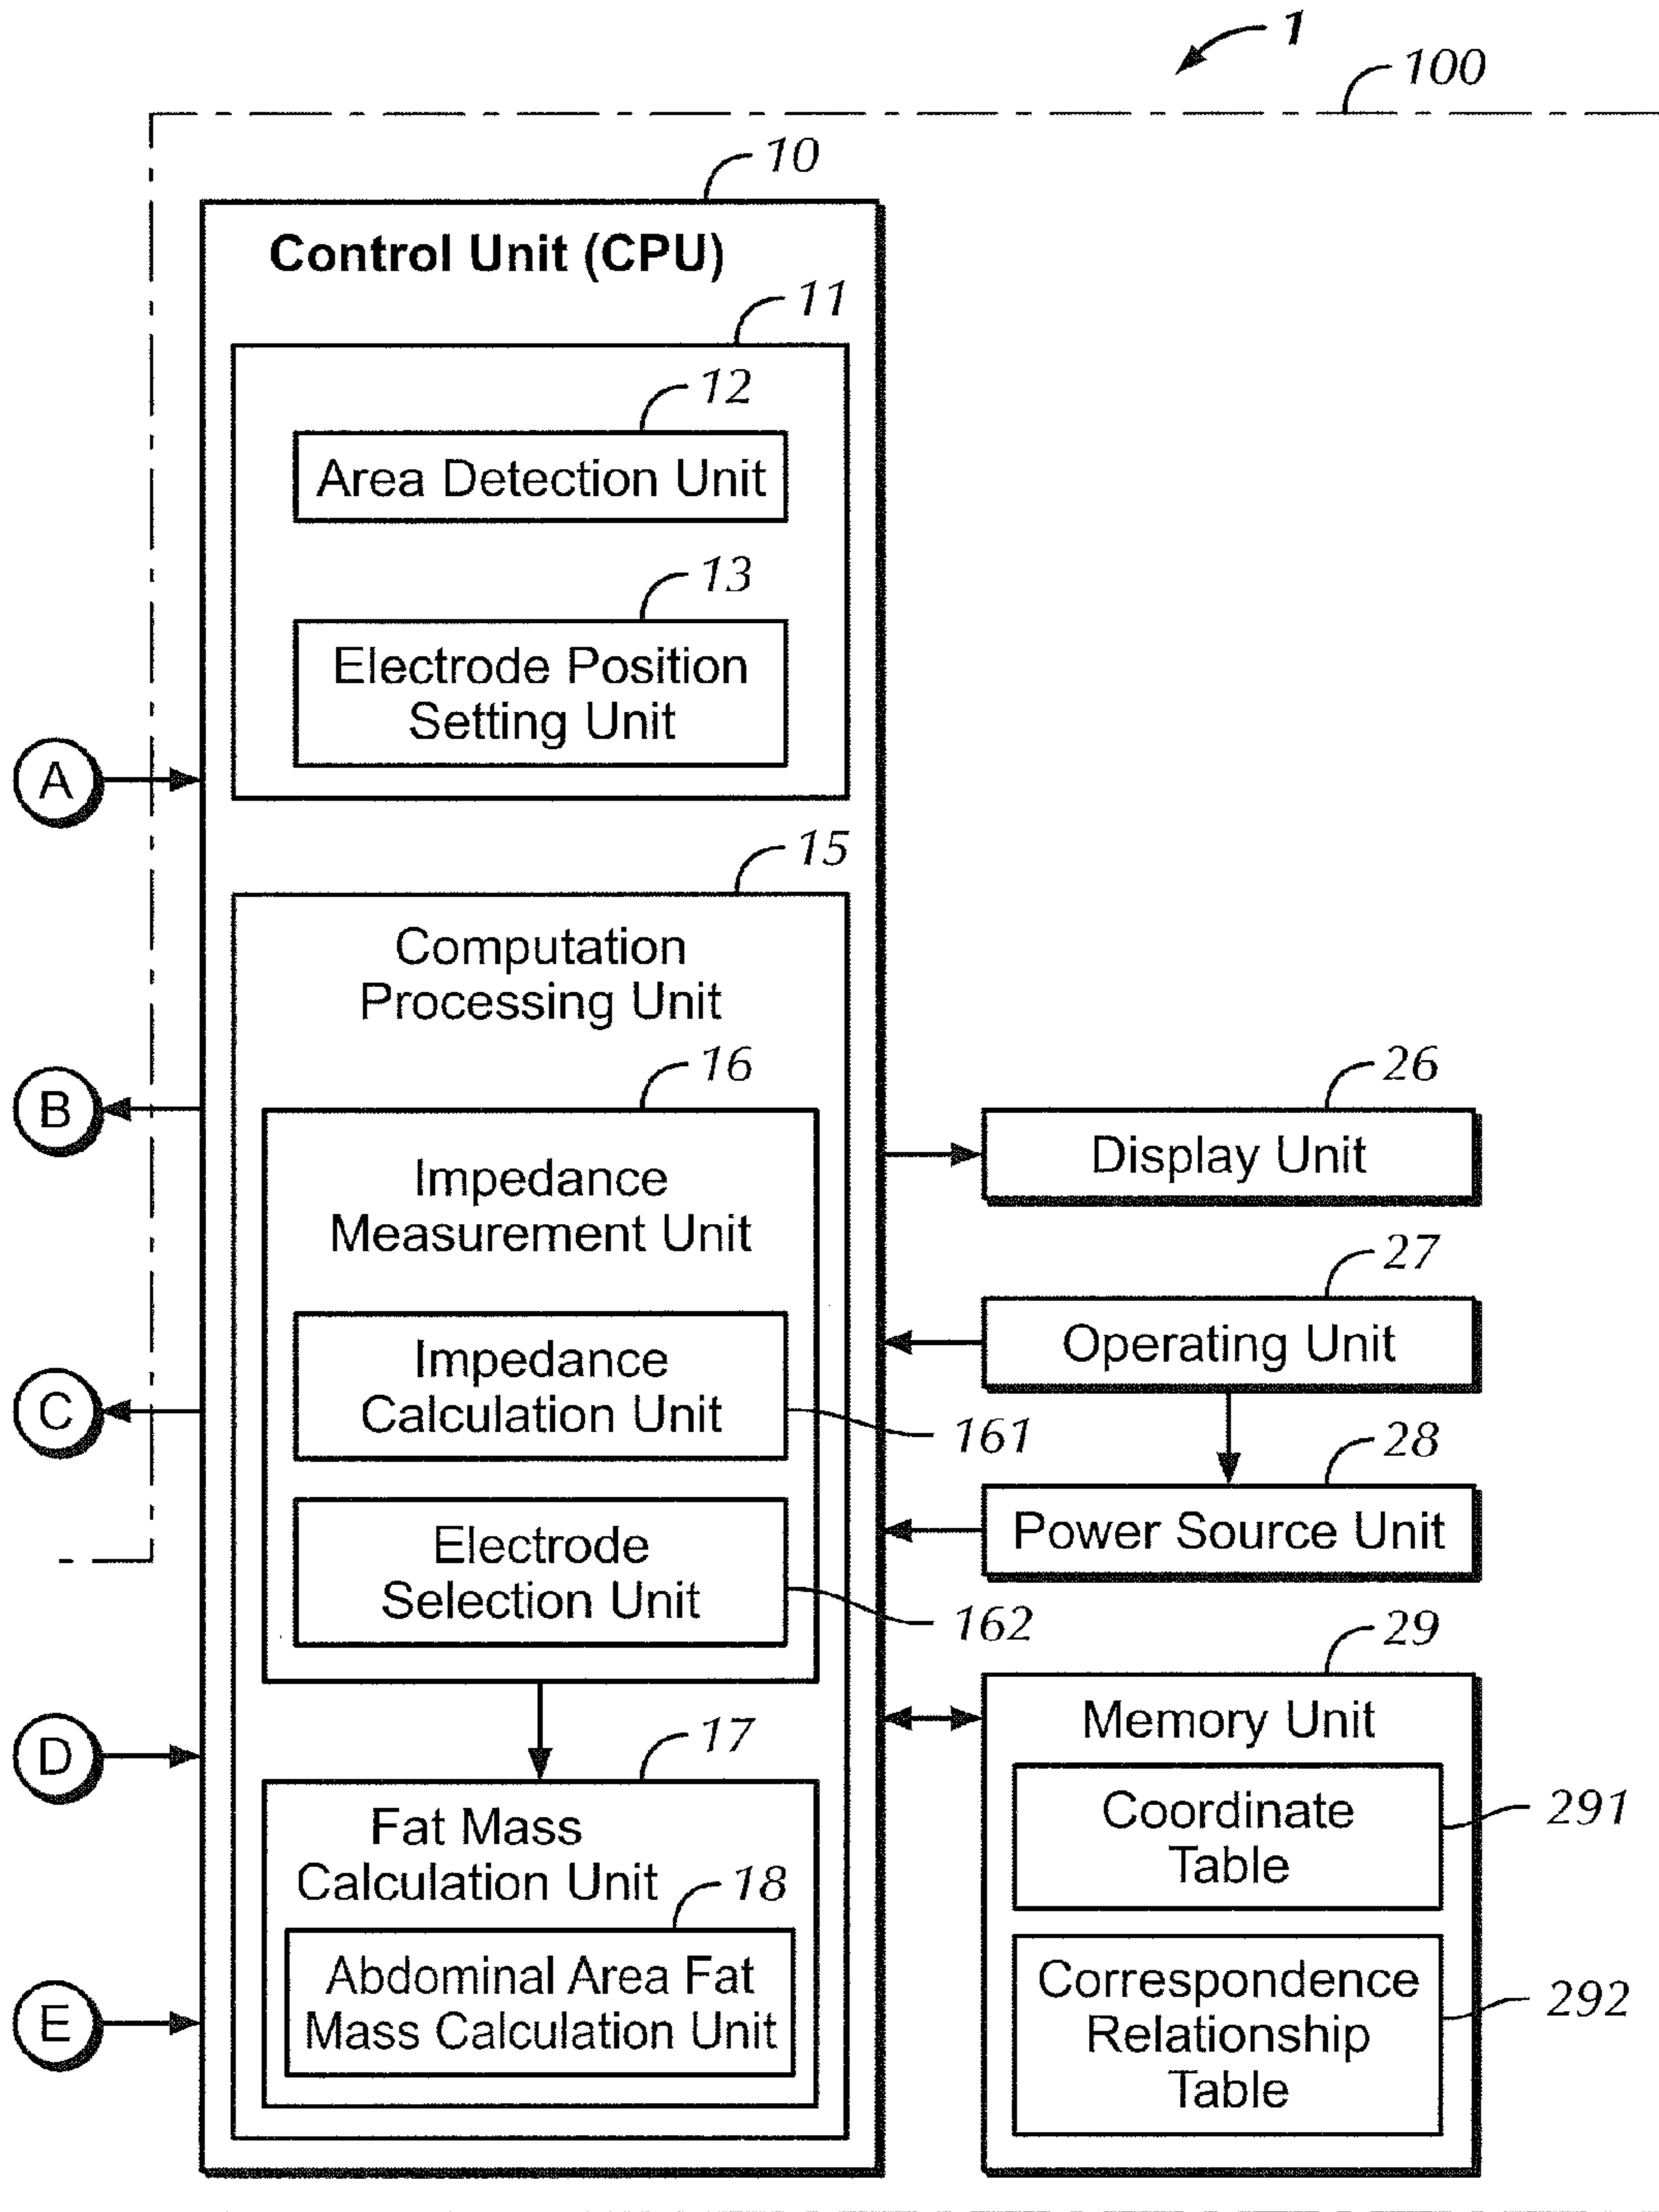 1
100
10
Control Unit (CPU)
11
12
Area Detection Unit
13
Electrode Position
Setting Unit
A
15
Computation
Processing Unit
B
16
Impedance
Measurement Unit
Impedance
Calculation Unit
161
C
Electrode
Selection Unit
162
D
17
Fat Mass
Calculation Unit
18
Abdominal Area Fat
Mass Calculation Unit
E
26
Display Unit
27
Operating Unit
28
Power Source Unit
29
Memory Unit
Coordinate
Table
291
Correspondence
Relationship
Table
292